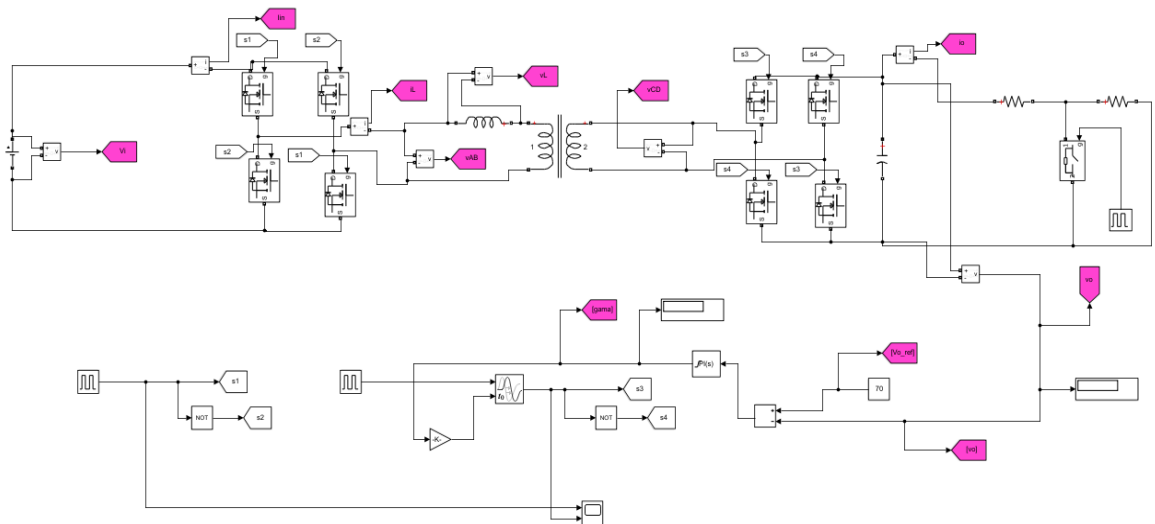 Iin
s1
s2
i
+
-
g
D
S
iL
vL
v
vAB
Vi
s2
s1
1
2
vCD
s3
s4
s4
s3
io
vo
[gama]
PI(s)
[Vo_ref]
70
s1
NOT
s2
to
s3
NOT
s4
-K-
[vo]